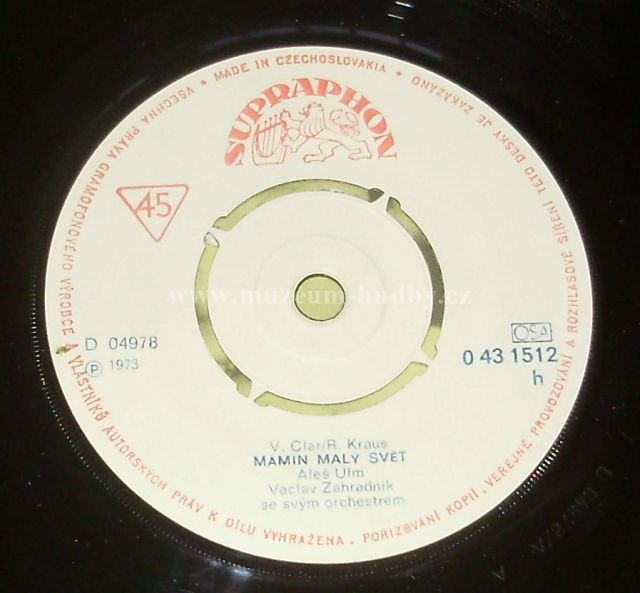 VŠECHNA PRÁVA GRAMOFONOVÉHO VÝROBCE A VLASTNÍKŮ AUTORSKÝCH PRÁV K DÍLU VYHRAŽENA. POŘIZOVÁNÍ KOPIÍ, VEŘEJNÉ PROVOZOVÁNÍ A ROZHLASOVÉ ŠÍŘENÍ TÉTO DESKY JE ZAKÁZÁNO • MADE IN CZECHOSLOVAKIA •
SUPRAPHON
45
www.muzeum-hudby.cz
OSA
D 04978
0 43 1512
P 1973
h
V. Clar/R. Kraus
MAMIN MALÝ SVĚT
Aleš Ulm
Václav Zahradník
se svým orchestrem